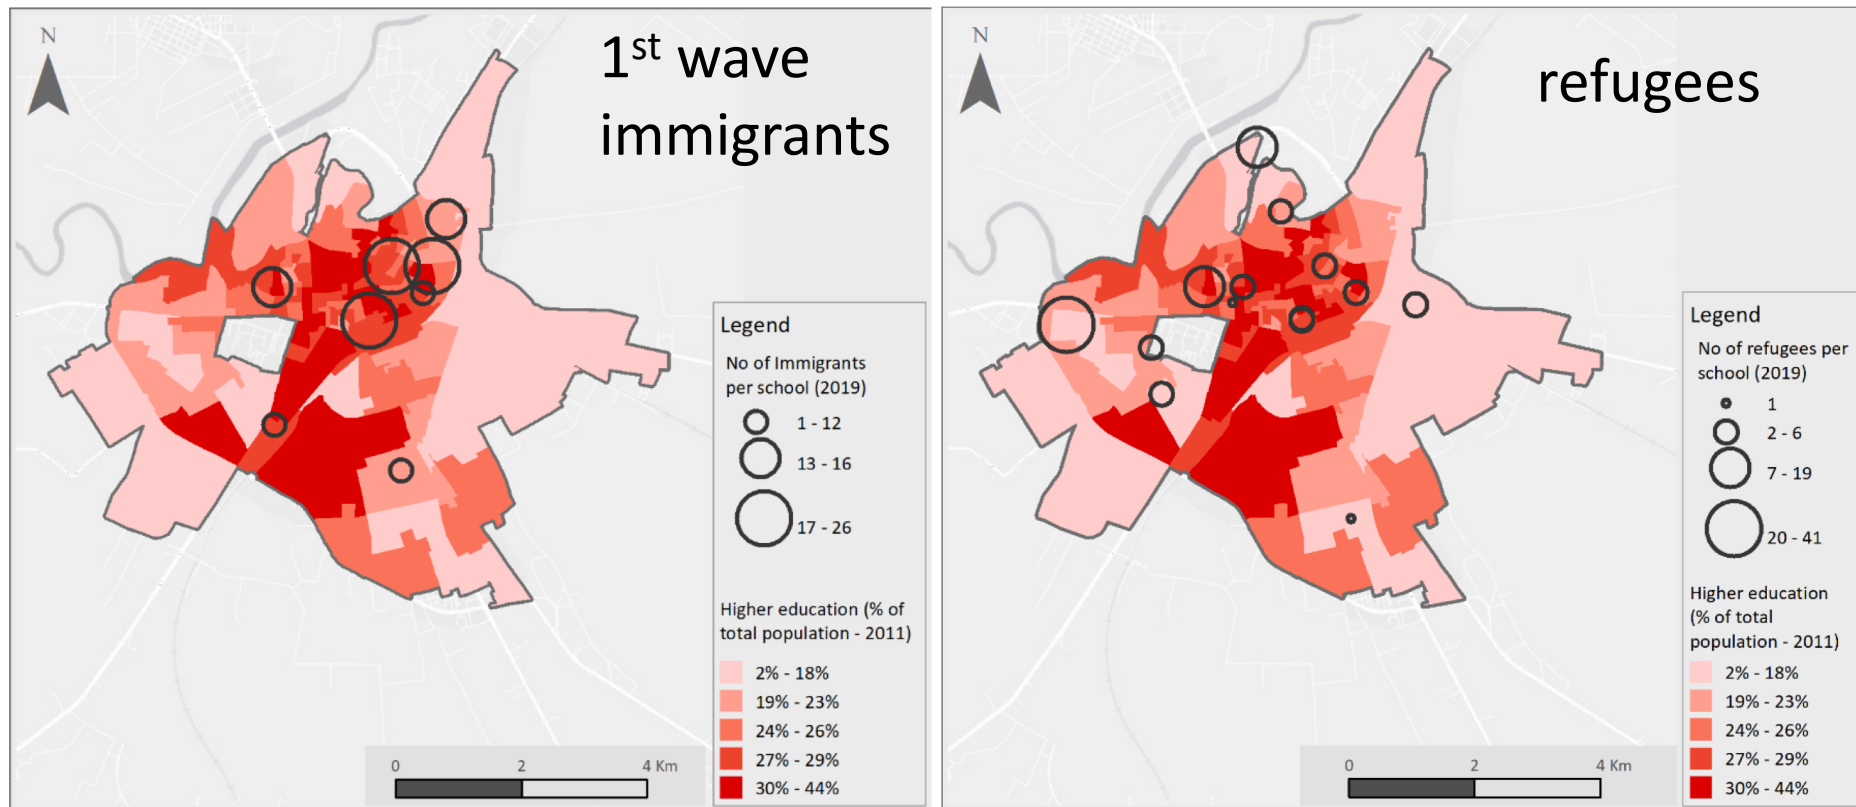 N
1st wave
immigrants
Legend
No of Immigrants
per school (2019)
1 - 12
13 - 16
17 - 26
Higher education (% of
total population - 2011)
2% - 18%
19% - 23%
24% - 26%
27% - 29%
30% - 44%
0 2 4 Km
N
refugees
Legend
No of refugees per
school (2019)
1
2 - 6
7 - 19
20 - 41
Higher education
(% of total
population - 2011)
2% - 18%
19% - 23%
24% - 26%
27% - 29%
30% - 44%
0 2 4 Km